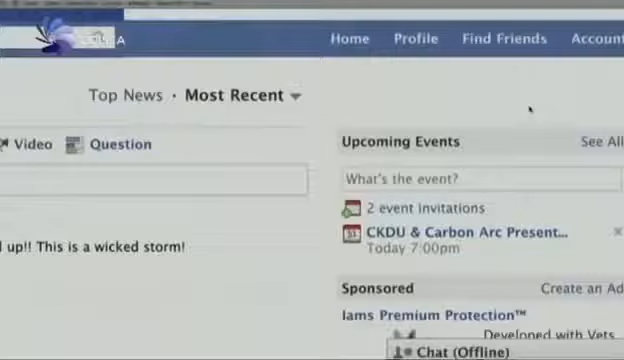 Home Profile Find Friends Account
Top News · Most Recent
Video Question
Upcoming Events See All
What's the event?
2 event invitations
31 CKDU & Carbon Arc Present...
Today 7:00pm
up!! This is a wicked storm!
Sponsored Create an Ad
Iams Premium Protection™
Developed with Vets
Chat (Offline)